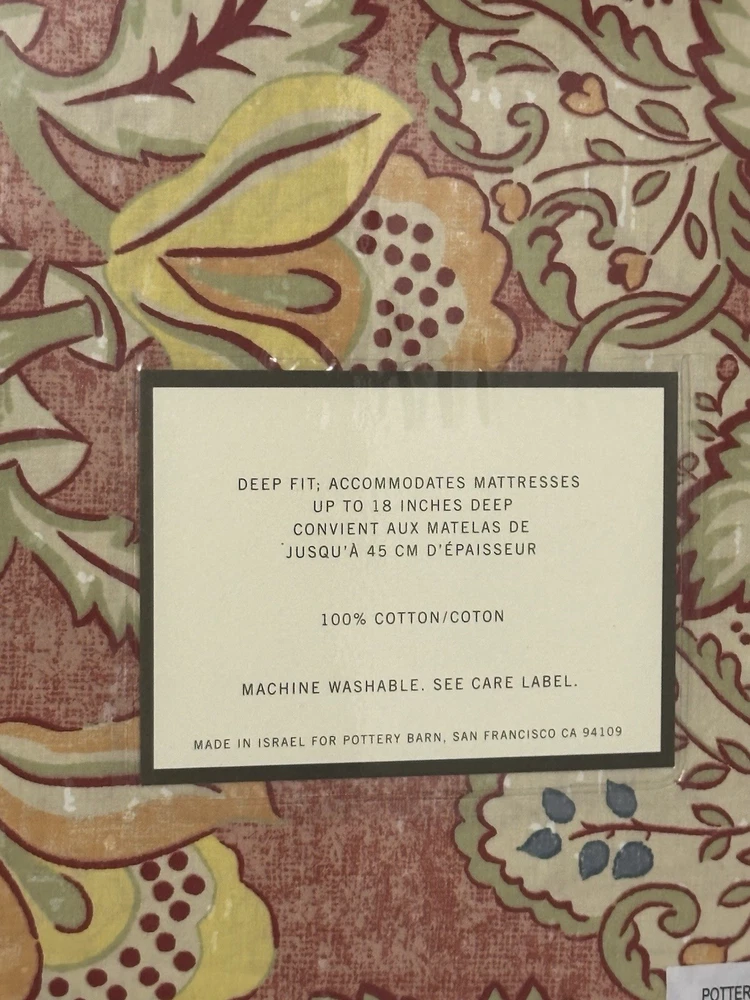 DEEP FIT; ACCOMMODATES MATTRESSES
UP TO 18 INCHES DEEP
CONVIENT AUX MATELAS DE
JUSQU'À 45 CM D'ÉPAISSEUR
100% COTTON/COTON
MACHINE WASHABLE. SEE CARE LABEL.
MADE IN ISRAEL FOR POTTERY BARN, SAN FRANCISCO CA 94109
POTTER